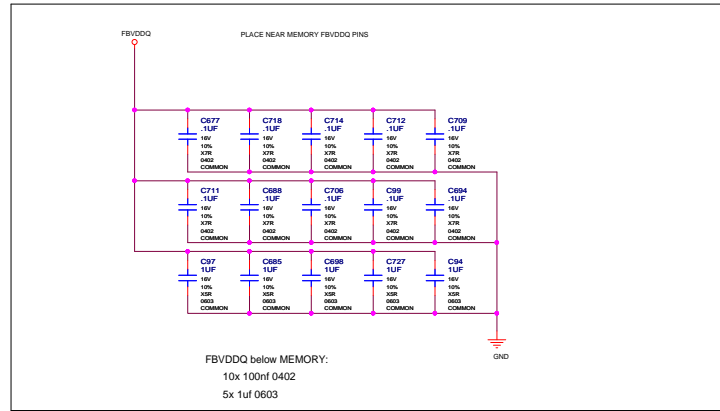 FBVDDQ
PLACE NEAR MEMORY FBVDDQ PINS
C677
.1UF
16V
10%
X7R
0402
COMMON
C718
.1UF
16V
10%
X7R
0402
COMMON
C714
.1UF
16V
10%
X7R
0402
COMMON
C712
.1UF
16V
10%
X7R
0402
COMMON
C709
.1UF
16V
10%
X7R
0402
COMMON
C711
.1UF
16V
10%
X7R
0402
COMMON
C688
.1UF
16V
10%
X7R
0402
COMMON
C706
.1UF
16V
10%
X7R
0402
COMMON
C99
.1UF
16V
10%
X7R
0402
COMMON
C694
.1UF
16V
10%
X7R
0402
COMMON
C97
1UF
16V
10%
X5R
0603
COMMON
C685
1UF
16V
10%
X5R
0603
COMMON
C698
1UF
16V
10%
X5R
0603
COMMON
C727
1UF
16V
10%
X5R
0603
COMMON
C94
1UF
16V
10%
X5R
0603
COMMON
GND
FBVDDQ below MEMORY:
10x 100nf 0402
5x 1uf 0603